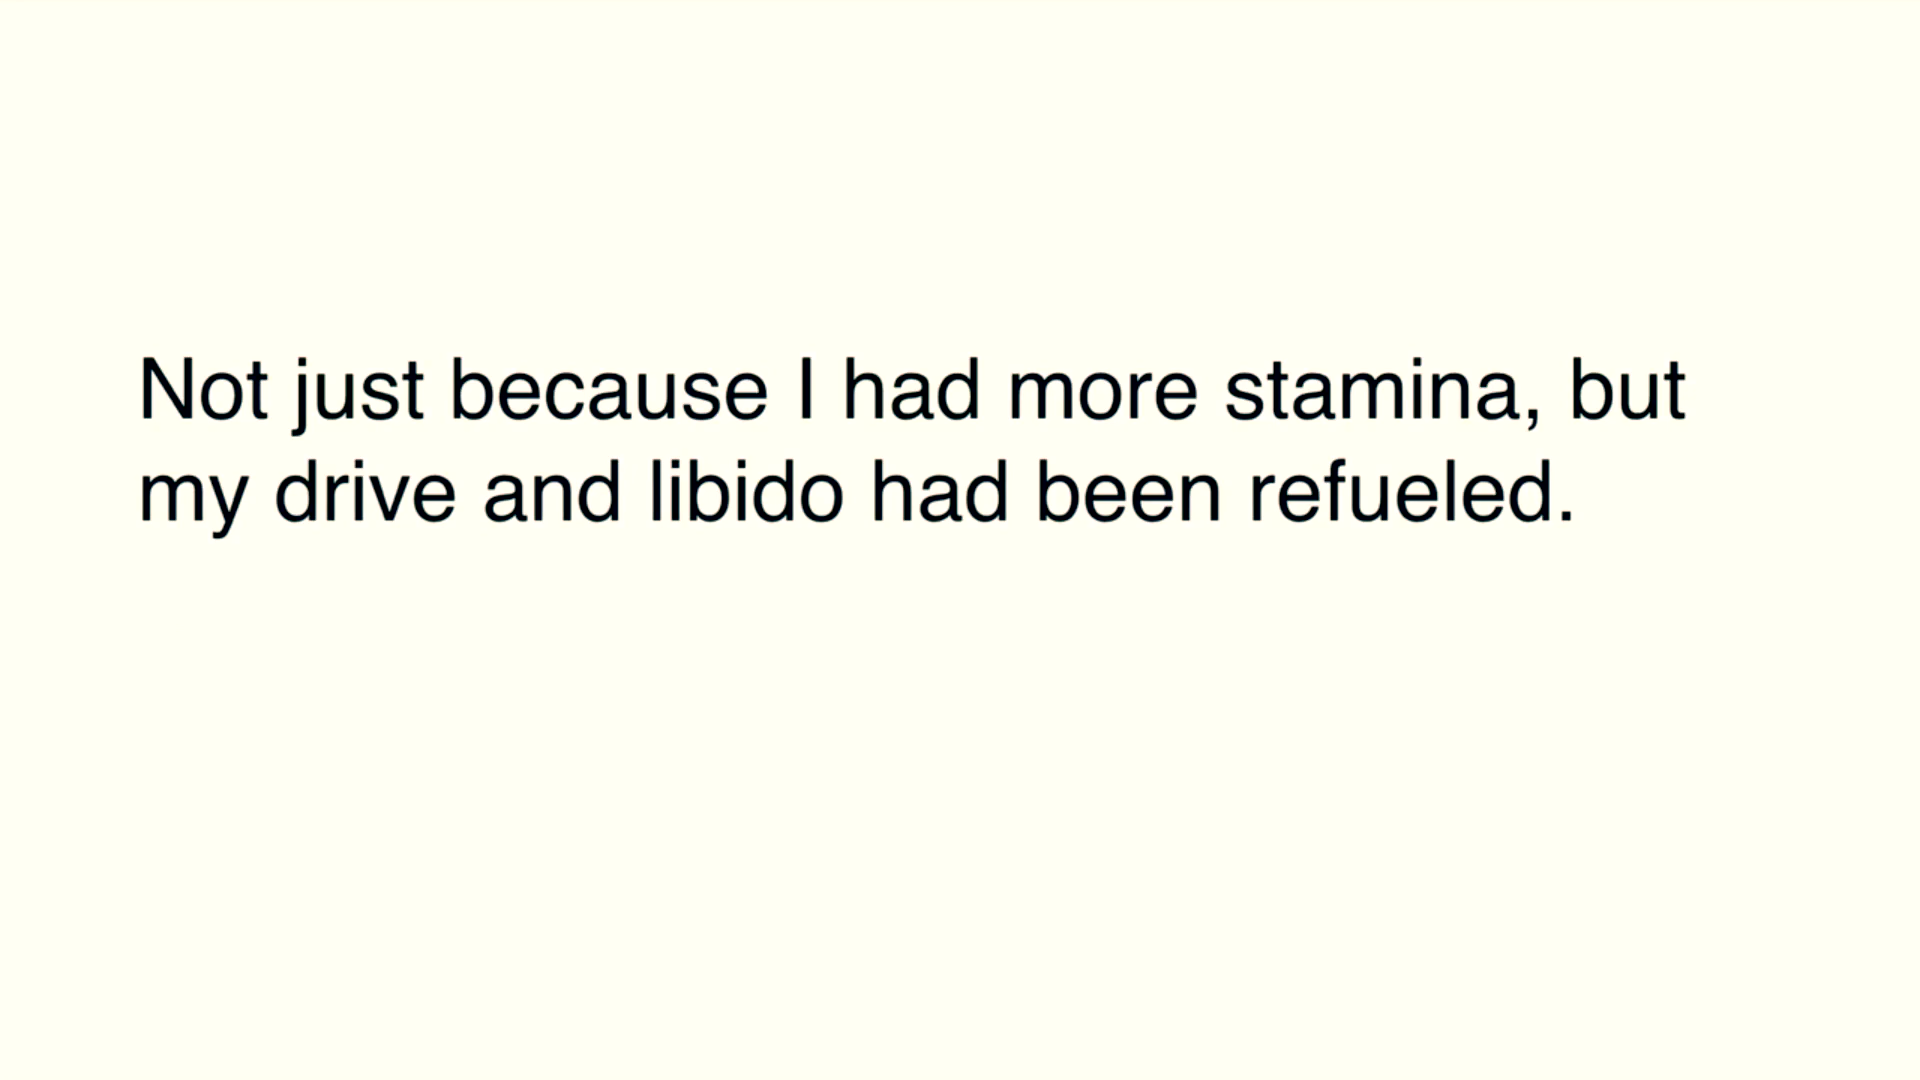 Not just because I had more stamina, but
my drive and libido had been refueled.